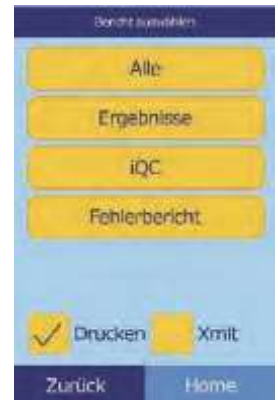 Bericht auswählen
Alle
Ergebnisse
iQC
Fehlerbericht
Drucken Xmit
Zurück Home